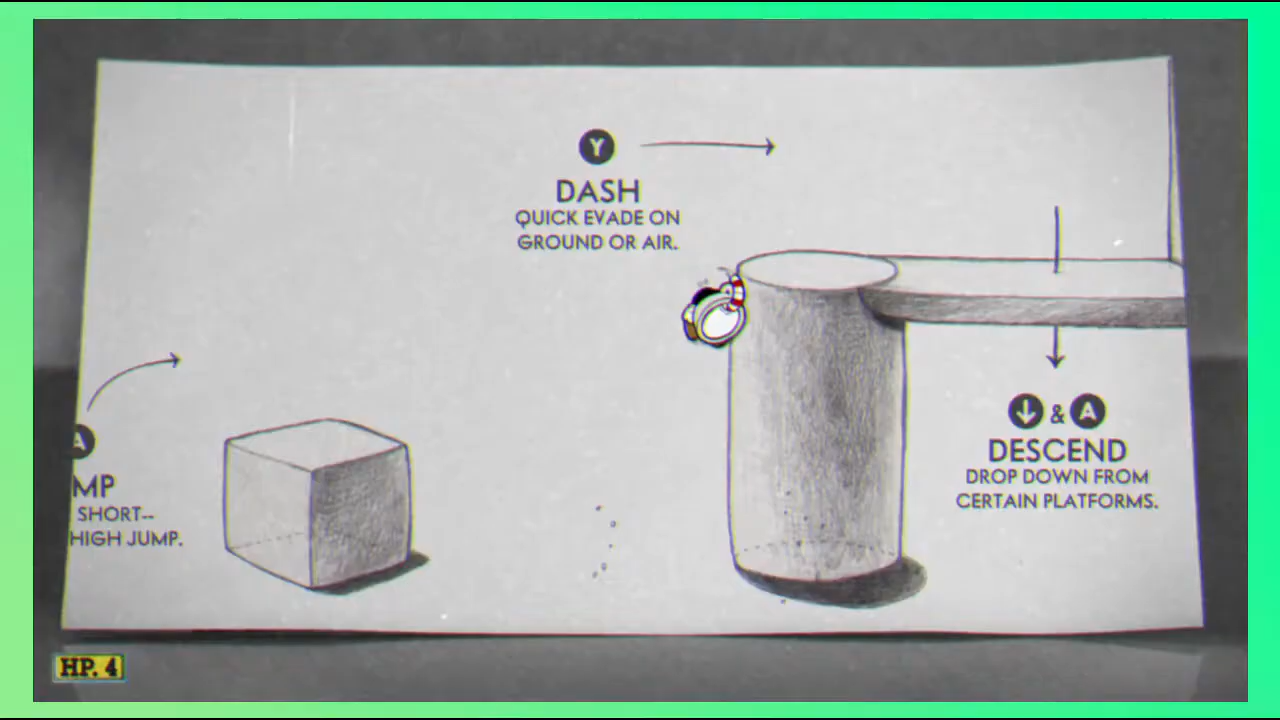 Y
DASH
QUICK EVADE ON
GROUND OR AIR.
A
MP
SHORT--
HIGH JUMP.
& A
DESCEND
DROP DOWN FROM
CERTAIN PLATFORMS.
HP. 4